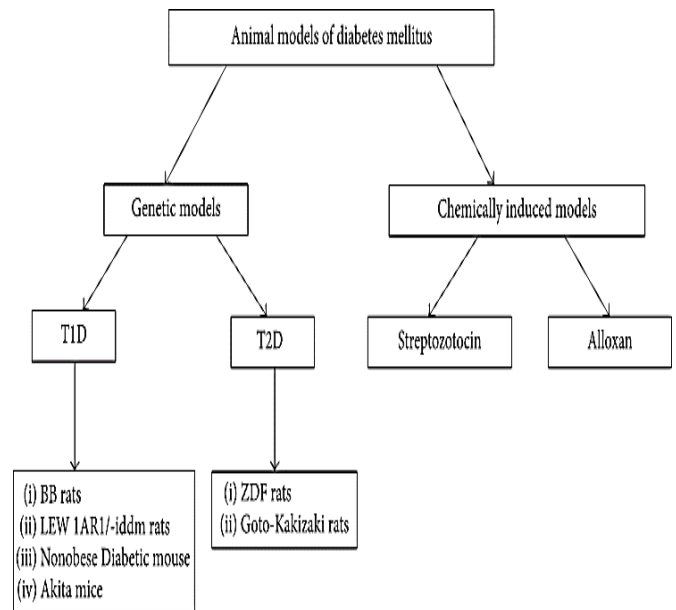 Animal models of diabetes mellitus
Genetic models
Chemically induced models
T1D
T2D
Streptozotocin
Alloxan
(i) BB rats
(ii) LEW 1AR1/-iddm rats
(iii) Nonobese Diabetic mouse
(iv) Akita mice
(i) ZDF rats
(ii) Goto-Kakizaki rats